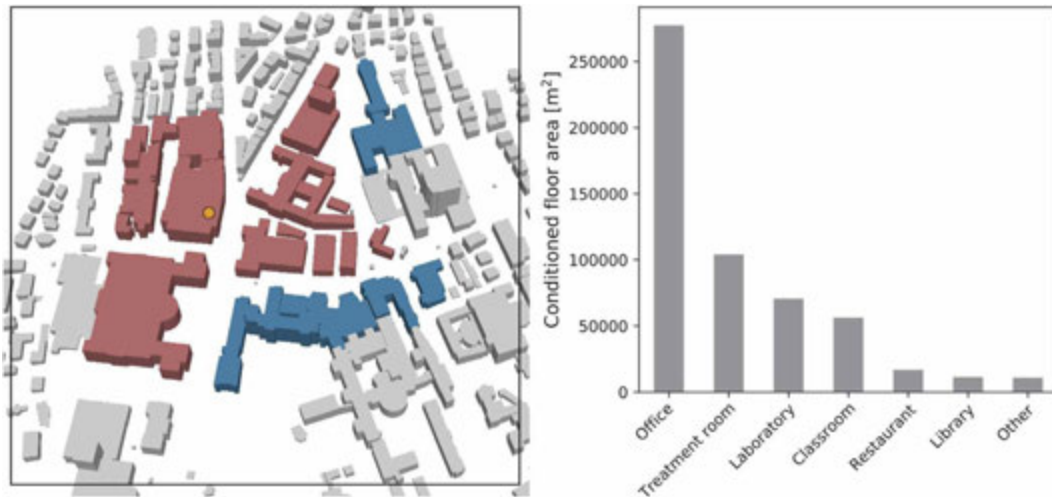 Conditioned floor area [m²]
250000
200000
150000
100000
50000
0
Office
Treatment room
Laboratory
Classroom
Restaurant
Library
Other